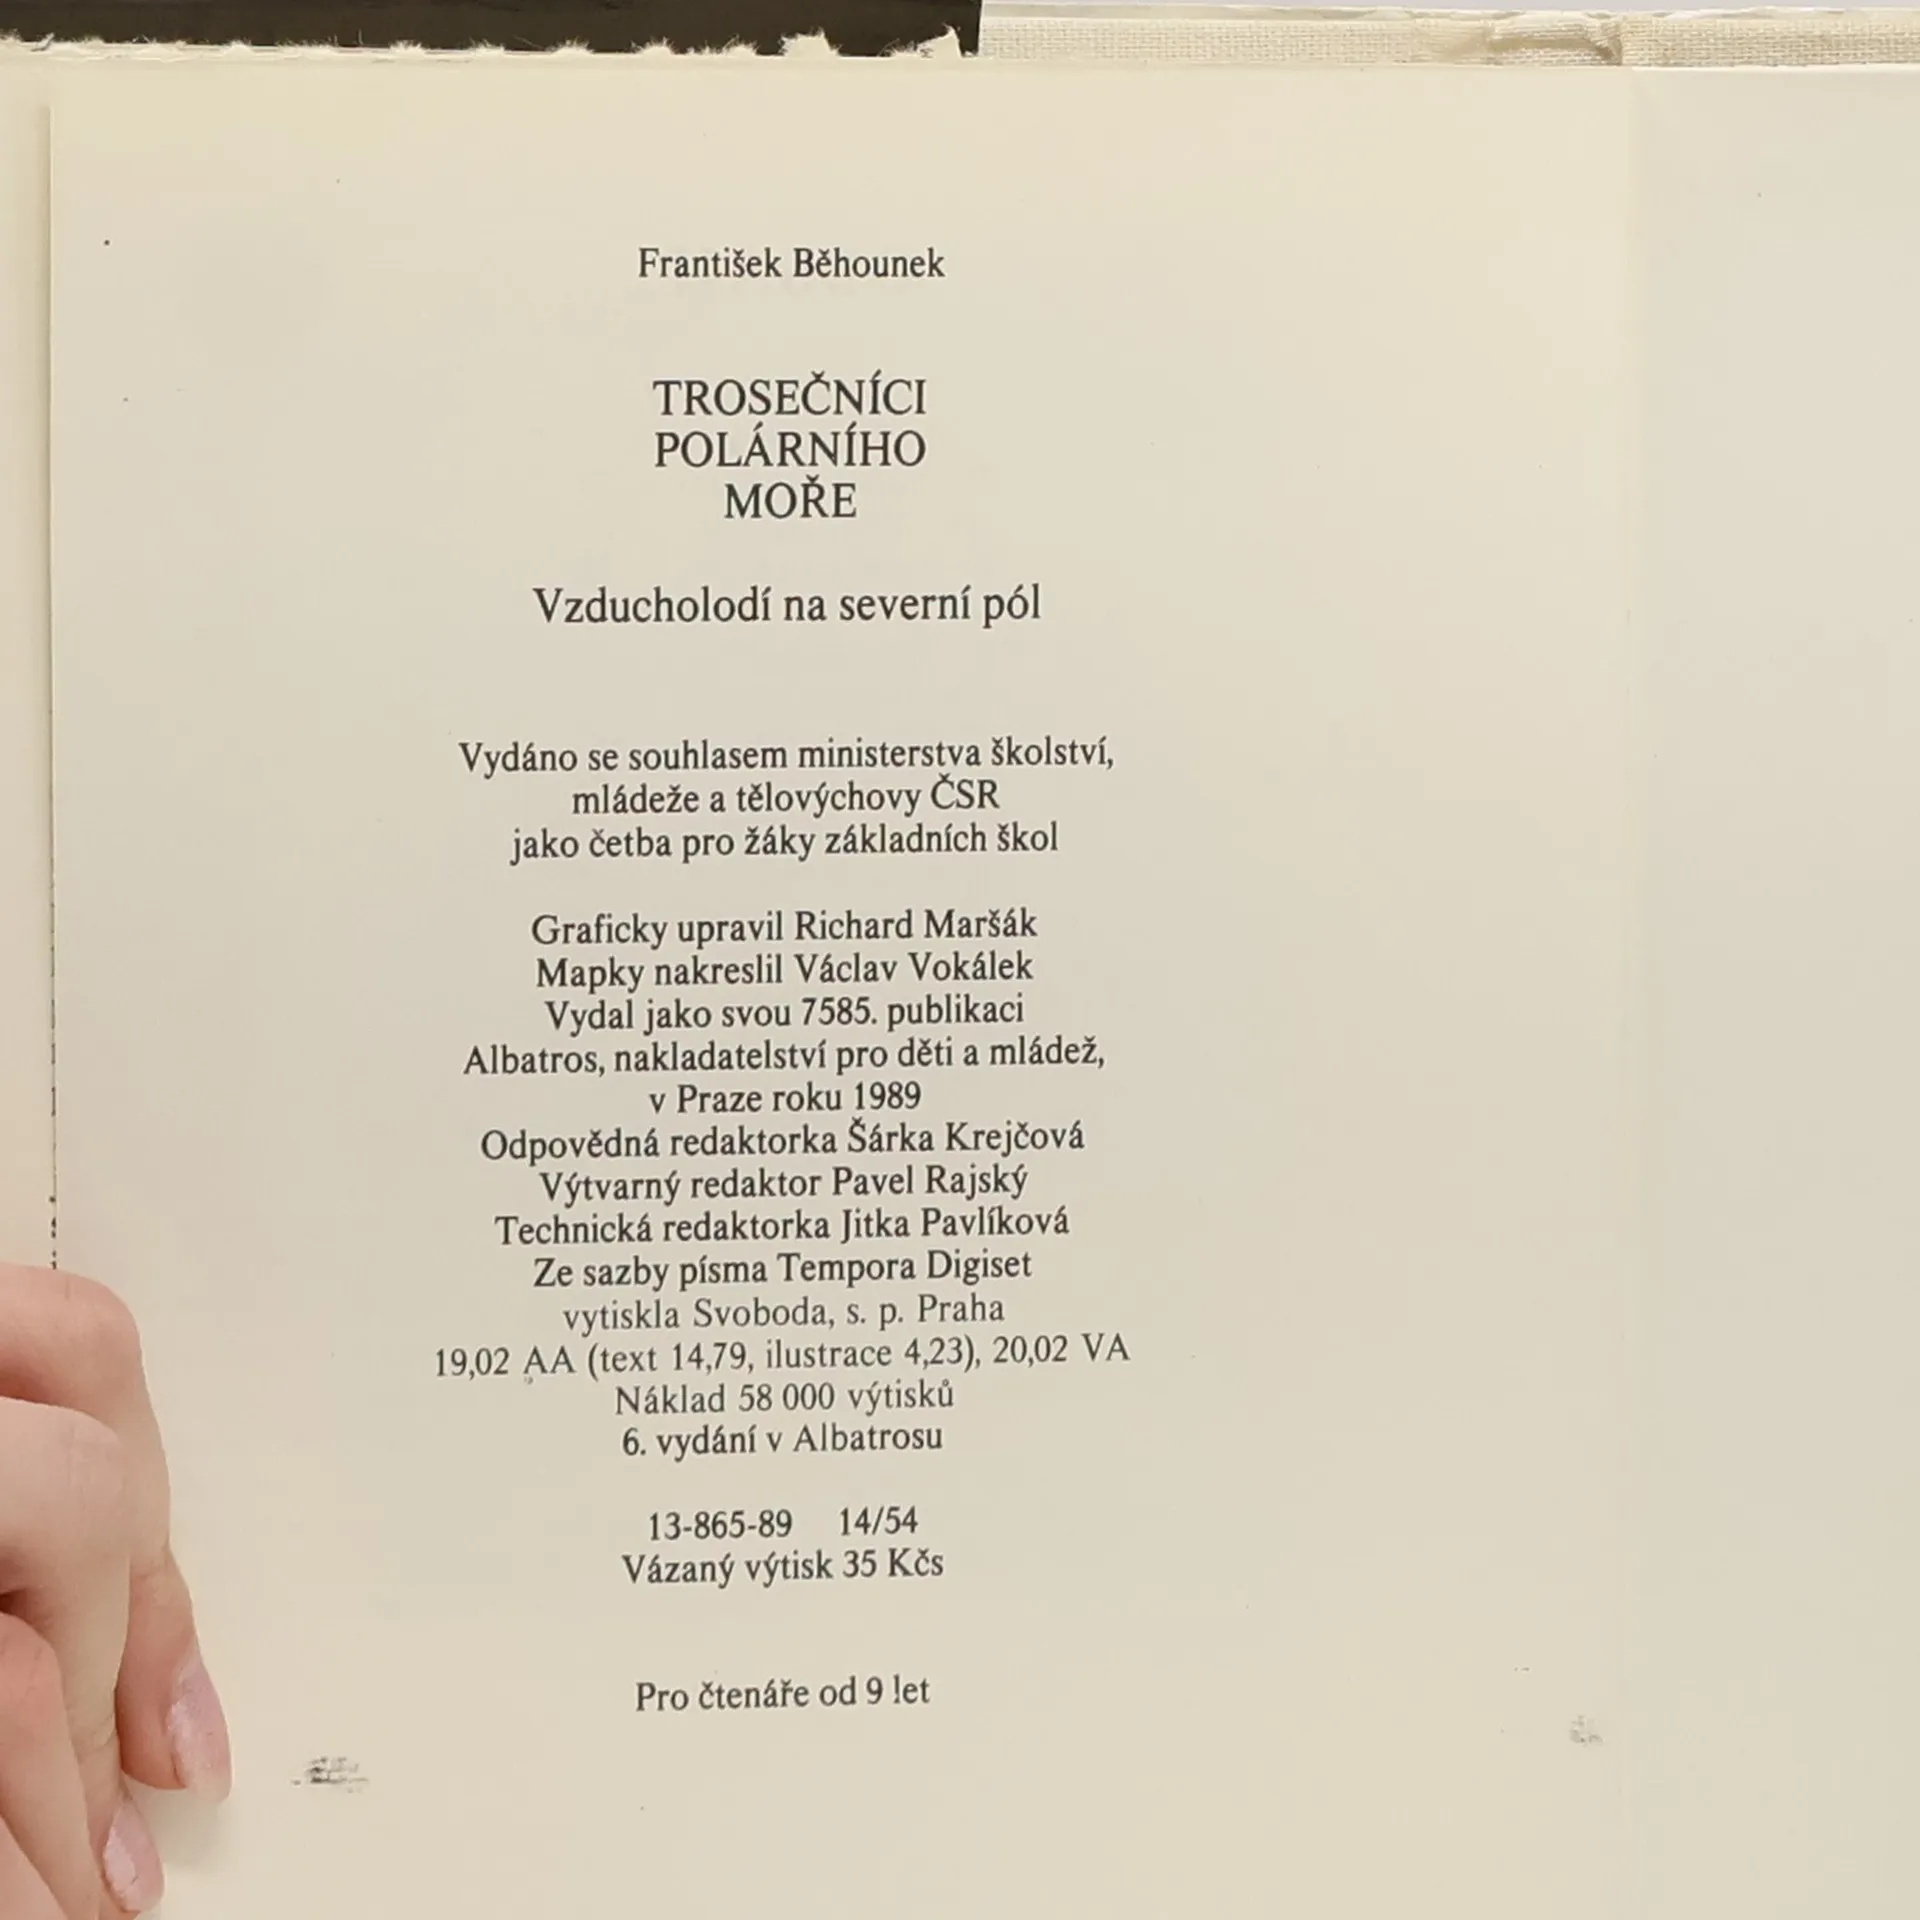 František Běhounek
TROSEČNÍCI
POLÁRNÍHO
MOŘE
Vzducholodí na severní pól
Vydáno se souhlasem ministerstva školství,
mládeže a tělovýchovy ČSR
jako četba pro žáky základních škol
Graficky upravil Richard Maršák
Mapky nakreslil Václav Vokálek
Vydal jako svou 7585. publikaci
Albatros, nakladatelství pro děti a mládež,
v Praze roku 1989
Odpovědná redaktorka Šárka Krejčová
Výtvarný redaktor Pavel Rajský
Technická redaktorka Jitka Pavlíková
Ze sazby písma Tempora Digiset
vytiskla Svoboda, s. p. Praha
19,02 AA (text 14,79, ilustrace 4,23), 20,02 VA
Náklad 58 000 výtisků
6. vydání v Albatrosu
13-865-89 14/54
Vázaný výtisk 35 Kčs
Pro čtenáře od 9 let